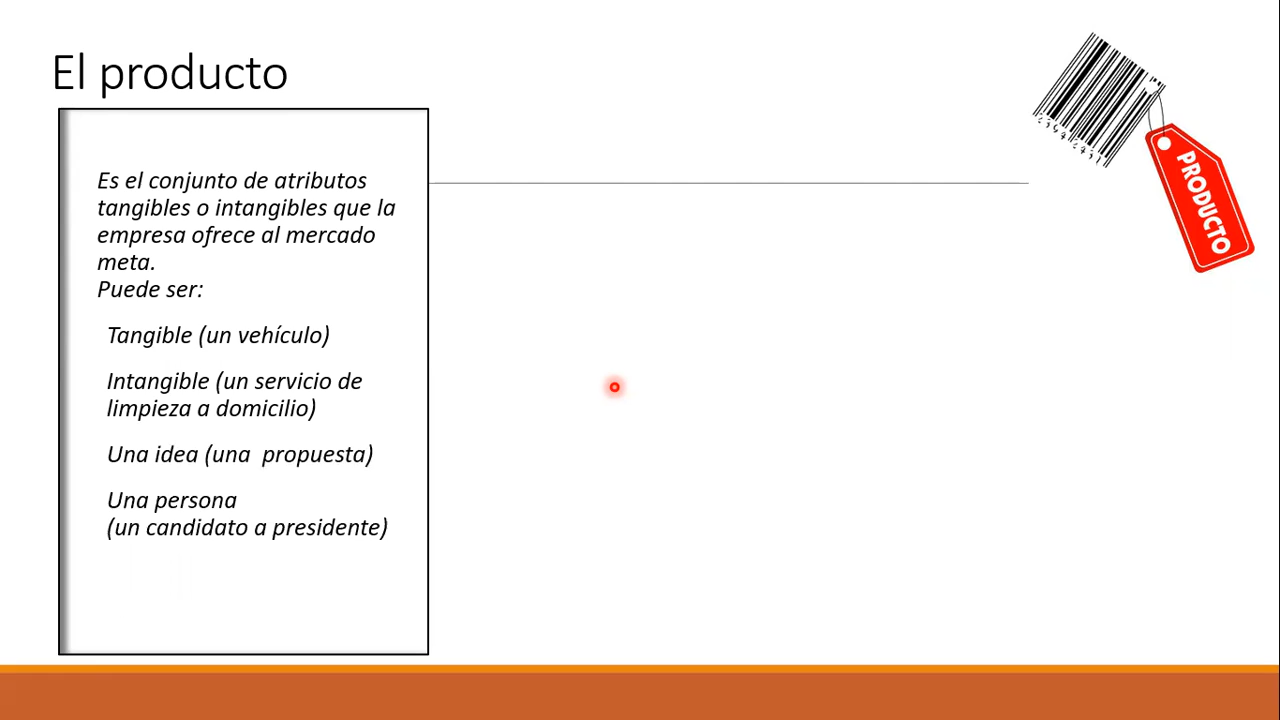 El producto
Es el conjunto de atributos
tangibles o intangibles que la
empresa ofrece al mercado
meta.
Puede ser:
Tangible (un vehículo)
Intangible (un servicio de
limpieza a domicilio)
Una idea (una  propuesta)
Una persona
(un candidato a presidente)
PRODUCTO